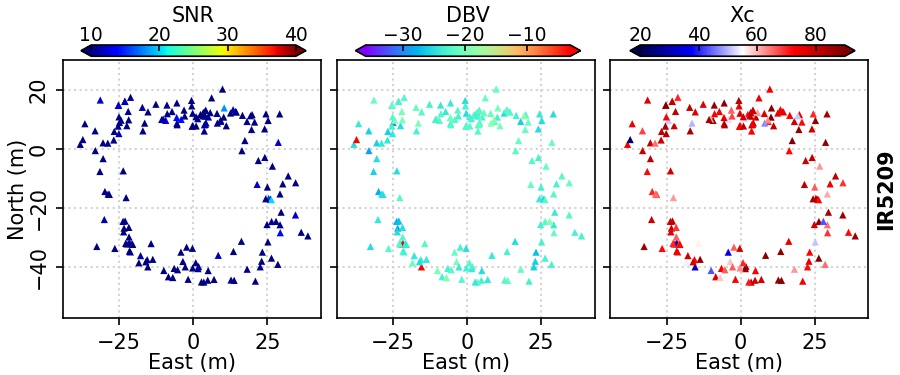 SNR DBV Xc
10 20 30 40 −30 −20 −10 20 40 60 80
20
0
−20
−40
North (m)
IR5209
−25 0 25 −25 0 25 −25 0 25
East (m) East (m) East (m)